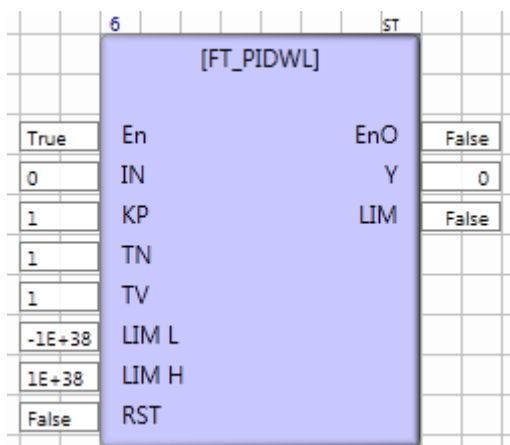 6 ST
[FT_PIDWL]
True En EnO False
0 IN Y 0
1 KP LIM False
1 TN
1 TV
-1E+38 LIM L
1E+38 LIM H
False RST